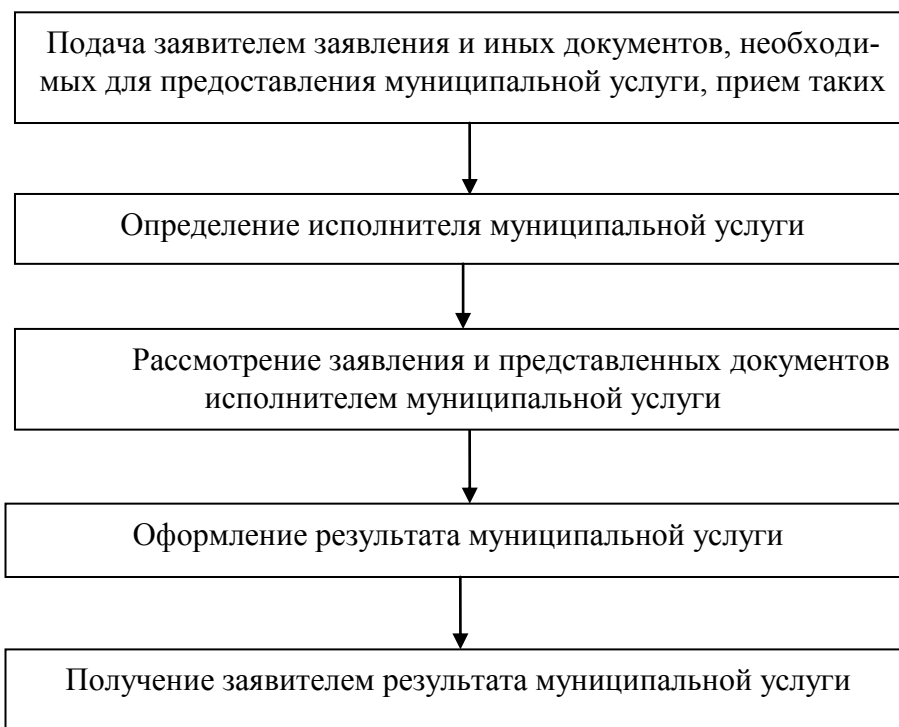 Подача заявителем заявления и иных документов, необходи-
мых для предоставления муниципальной услуги, прием таких
Определение исполнителя муниципальной услуги
Рассмотрение заявления и представленных документов
исполнителем муниципальной услуги
Оформление результата муниципальной услуги
Получение заявителем результата муниципальной услуги